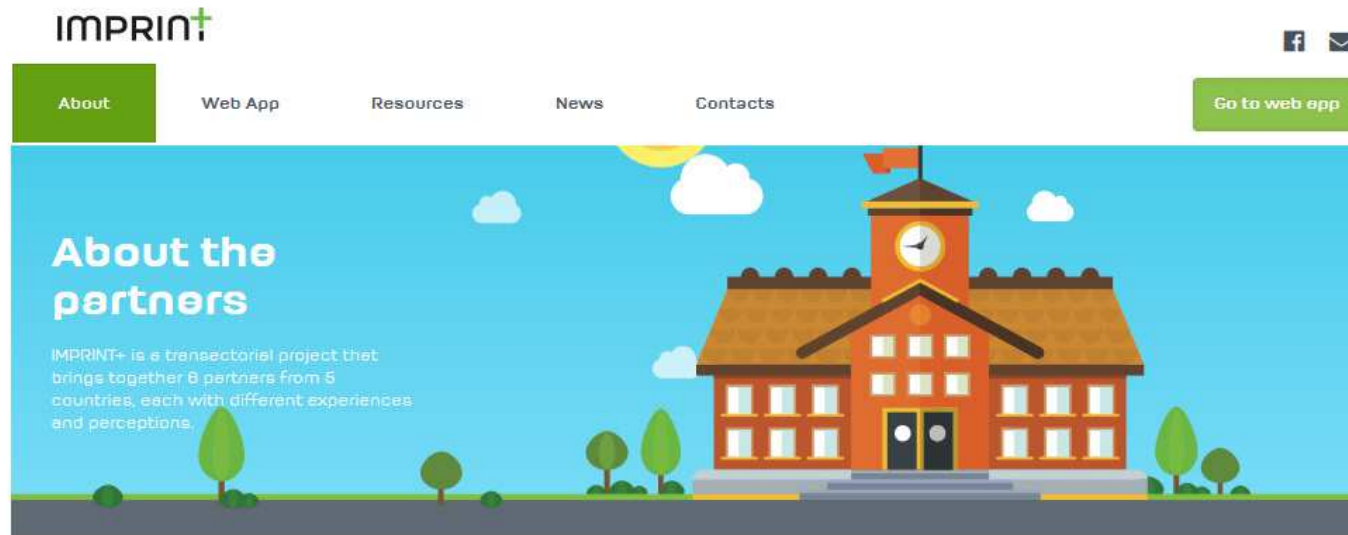 IMPRINT+
About
Web App
Resources
News
Contacts
Go to web app
About the
partners
IMPRINT+ is a transectorial project that
brings together 6 partners from 5
countries, each with different experiences
and perceptions.